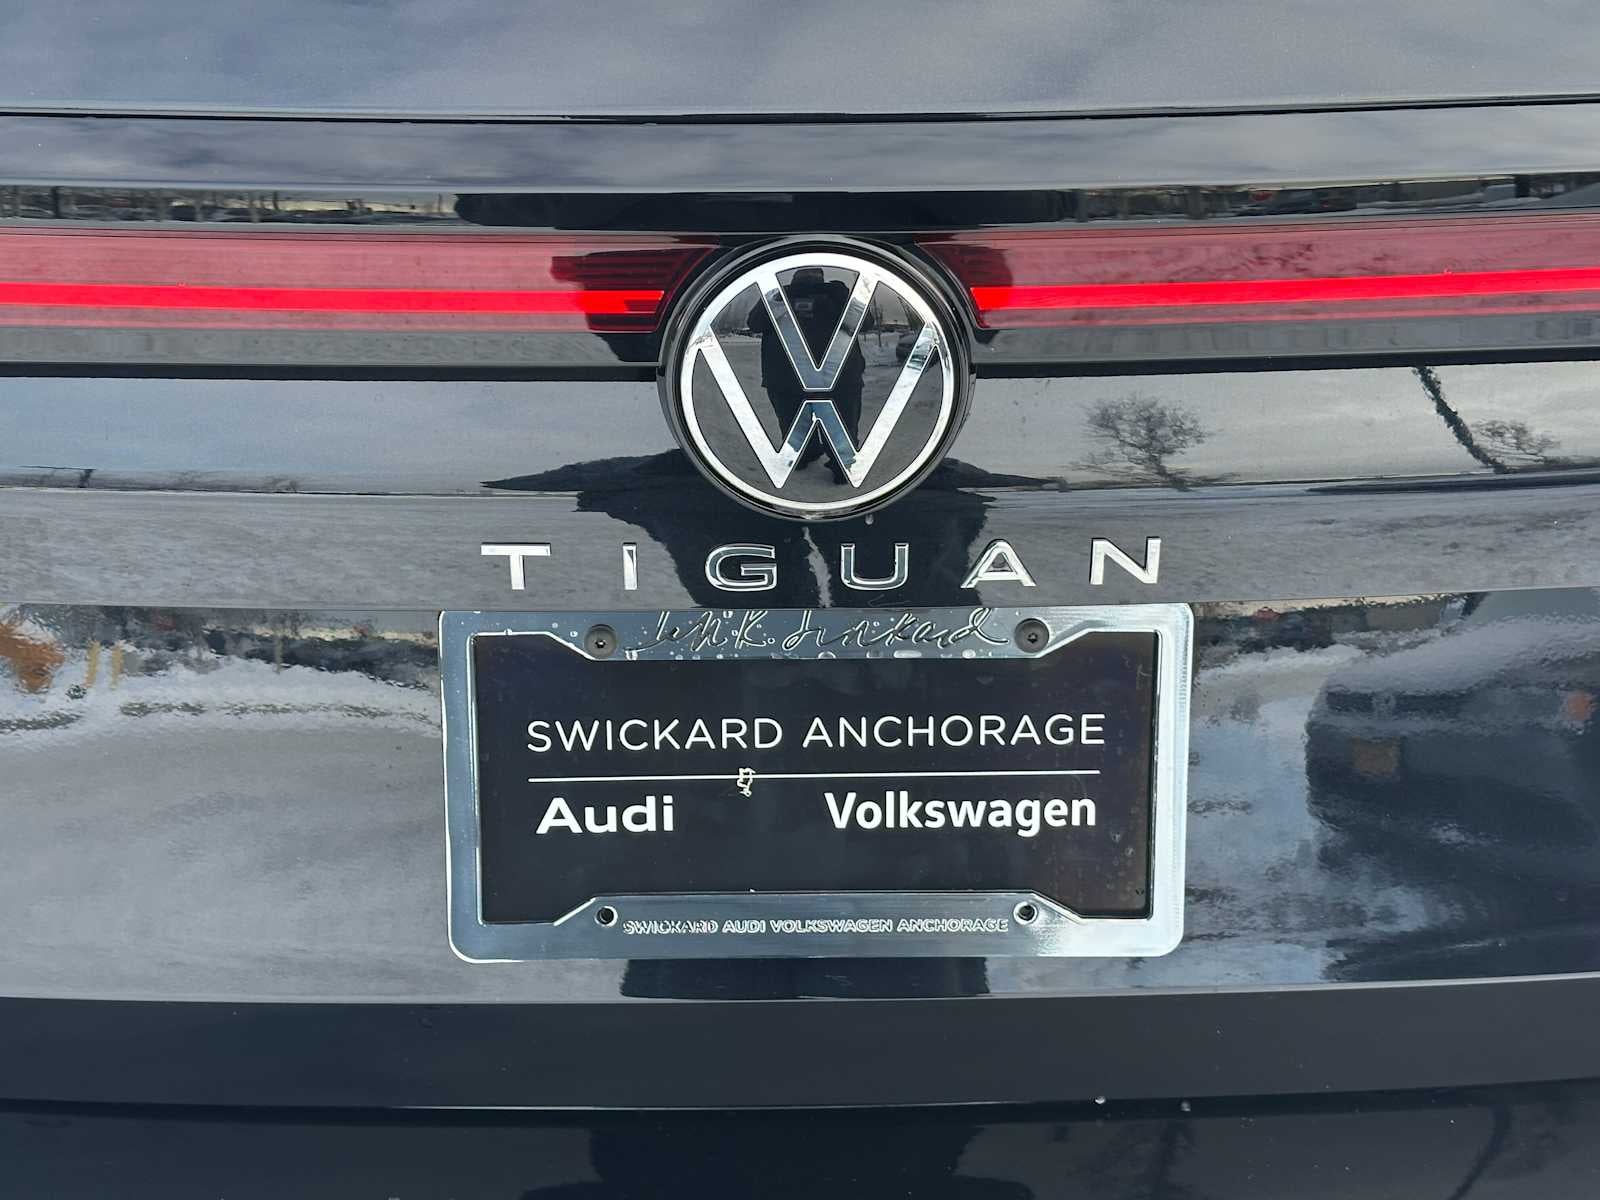 TIGUAN
SWICKARD ANCHORAGE
Audi Volkswagen
SWICKARD AUDI VOLKSWAGEN ANCHORAGE